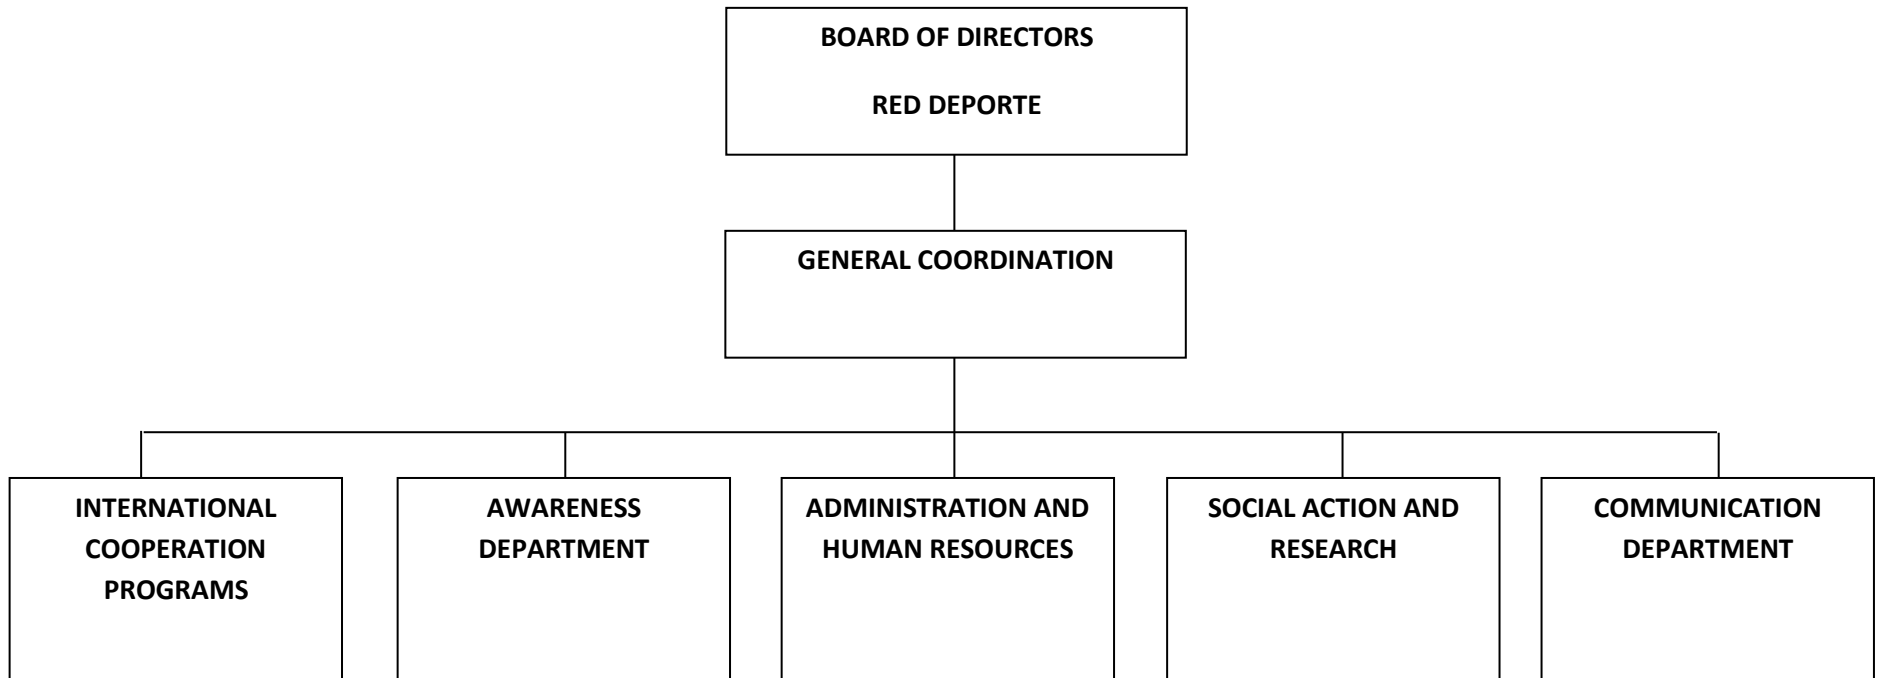 BOARD OF DIRECTORS
RED DEPORTE
GENERAL COORDINATION
INTERNATIONAL
COOPERATION
PROGRAMS
AWARENESS
DEPARTMENT
ADMINISTRATION AND
HUMAN RESOURCES
SOCIAL ACTION AND
RESEARCH
COMMUNICATION
DEPARTMENT